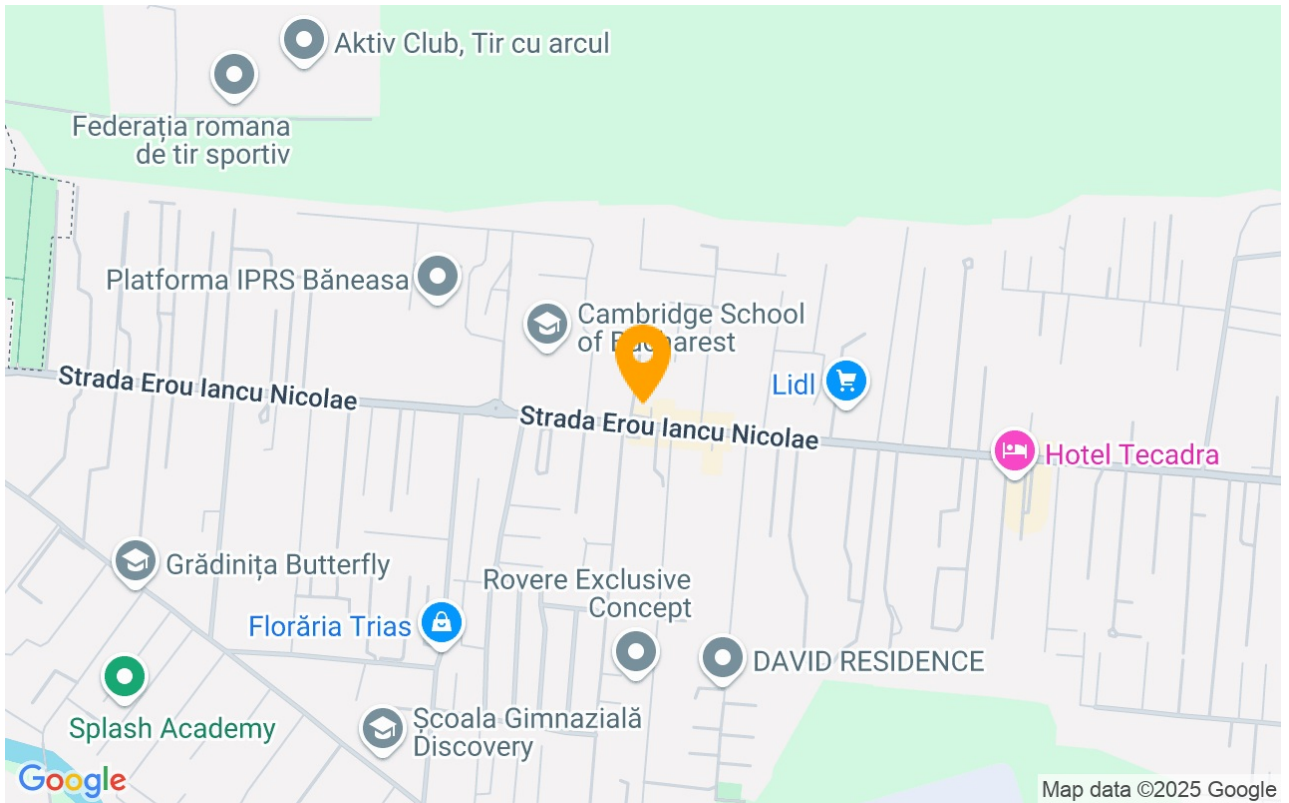 Aktiv Club, Tir cu arcul
Federația romana
de tir sportiv
Platforma IPRS Băneasa
Cambridge School
of Bucharest
Strada Erou Iancu Nicolae
Lidl
Strada Erou Iancu Nicolae
Hotel Tecadra
Grădinița Butterfly
Rovere Exclusive
Concept
Florăria Trias
DAVID RESIDENCE
Splash Academy
Școala Gimnazială
Discovery
Google
Map data ©2025 Google